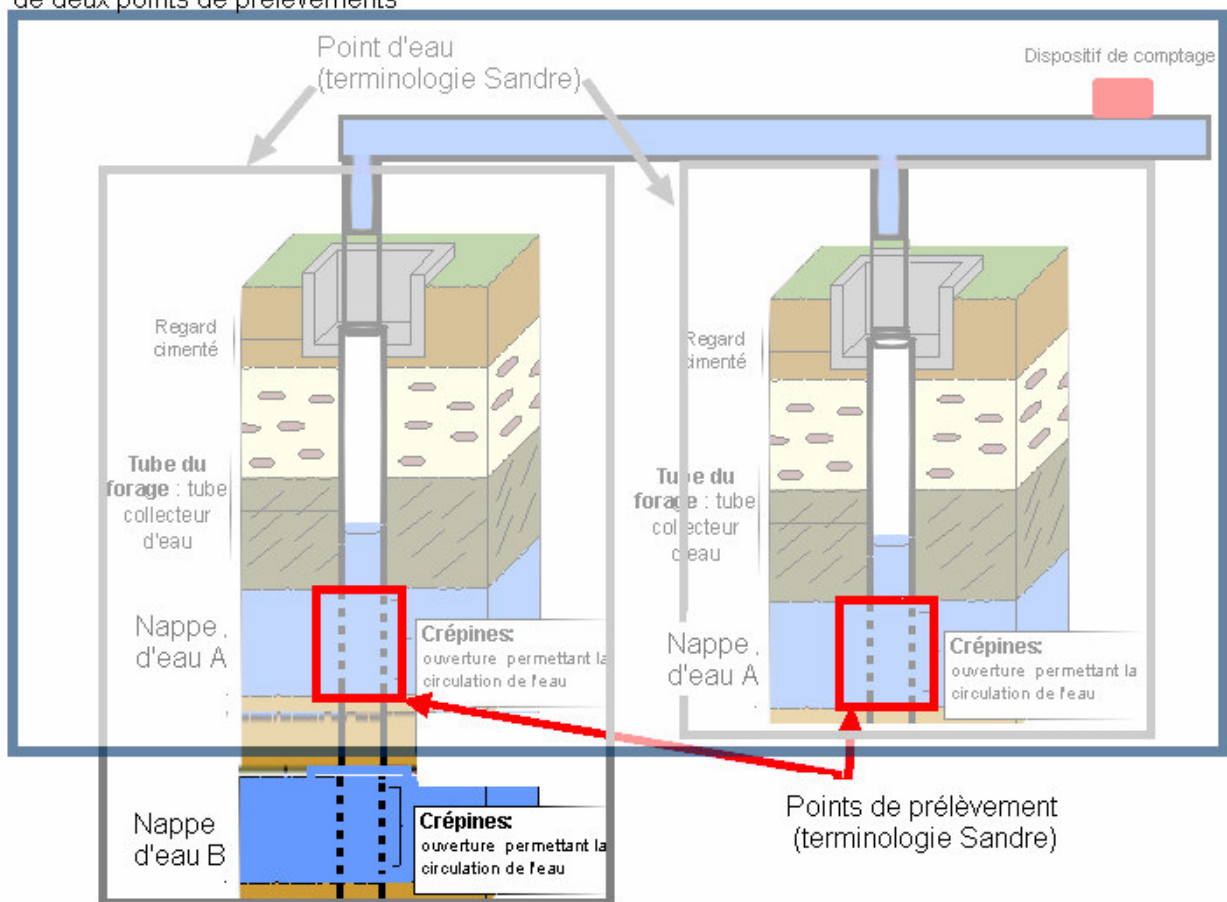 de deux points de prélèvements
Point d'eau
(terminologie Sandre)
Dispositif de comptage
Regard
cimenté
Tube du
forage : tube
collecteur
d'eau
Nappe
d'eau A
Crépines:
ouverture permettant la
circulation de l'eau
Nappe
d'eau B
Crépines:
ouverture permettant la
circulation de l'eau
Regard
cimenté
Tube du
forage : tube
collecteur
d'eau
Nappe
d'eau A
Crépines:
ouverture permettant la
circulation de l'eau
Points de prélèvement
(terminologie Sandre)